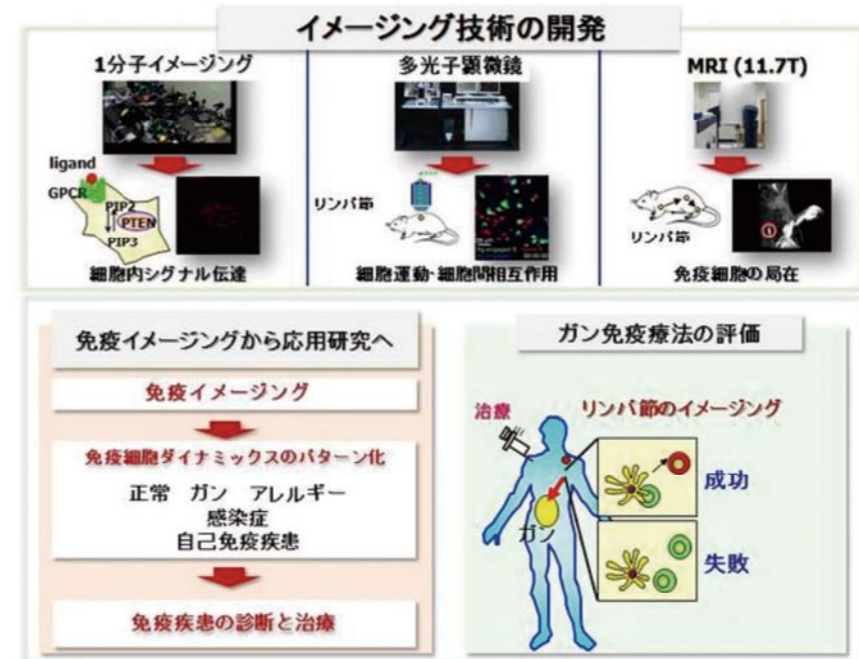 イメージング技術の開発
1分子イメージング
ligand
GPCR
PIP2
PTEN
PIP3
細胞内シグナル伝達
多光子顕微鏡
リンパ節
細胞運動・細胞間相互作用
MRI (11.7T)
リンパ節
免疫細胞の局在
免疫イメージングから応用研究へ
免疫イメージング
免疫細胞ダイナミックスのパターン化
正常 ガン アレルギー
感染症
自己免疫疾患
免疫疾患の診断と治療
ガン免疫療法の評価
治療
リンパ節のイメージング
成功
ガン
失敗